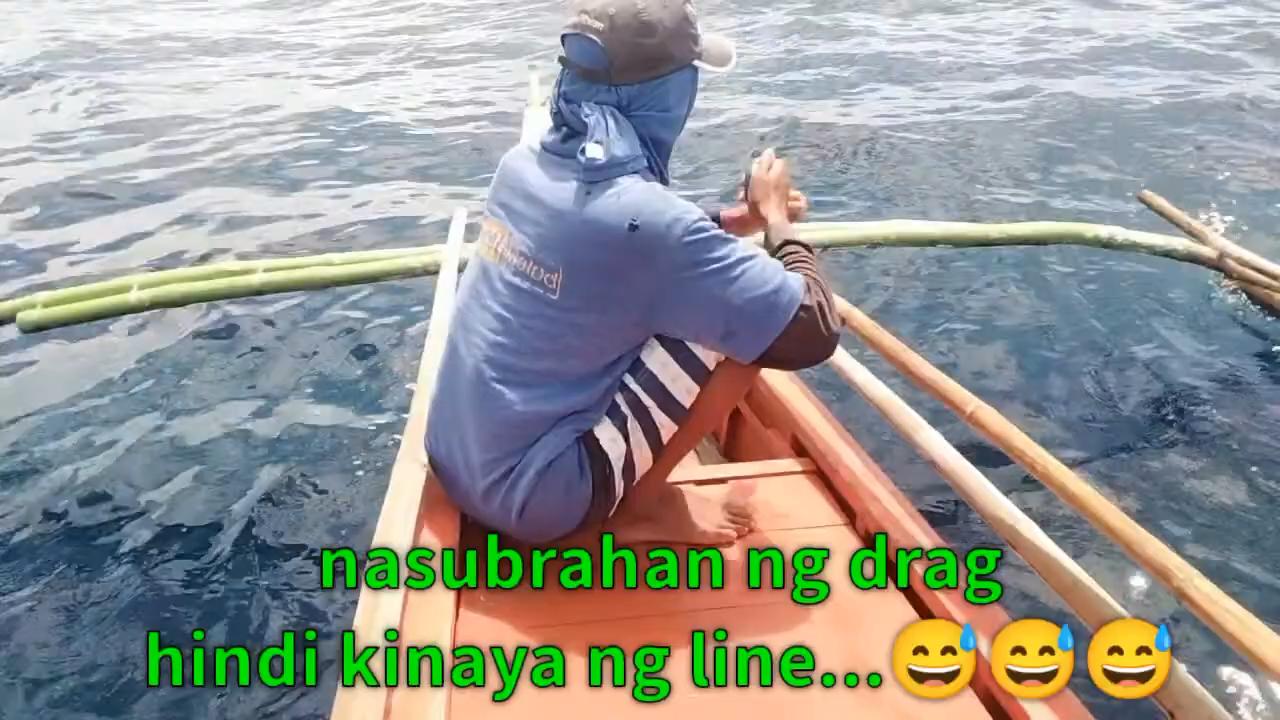 nasubrahan ng drag
hindi kinaya ng line...😅😅😅